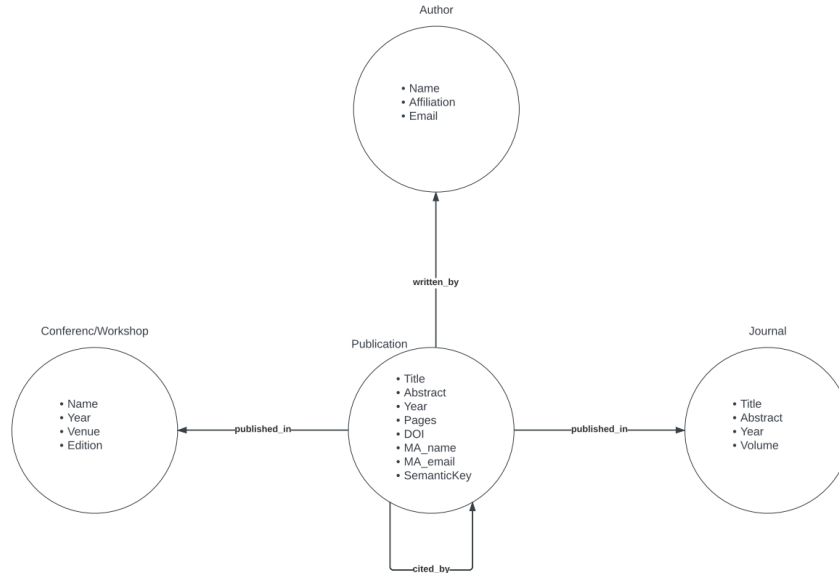 Author
• Name
• Affiliation
• Email
written_by
Conferenc/Workshop
• Name
• Year
• Venue
• Edition
published_in
Publication
• Title
• Abstract
• Year
• Pages
• DOI
• MA_name
• MA_email
• SemanticKey
published_in
Journal
• Title
• Abstract
• Year
• Volume
cited_by